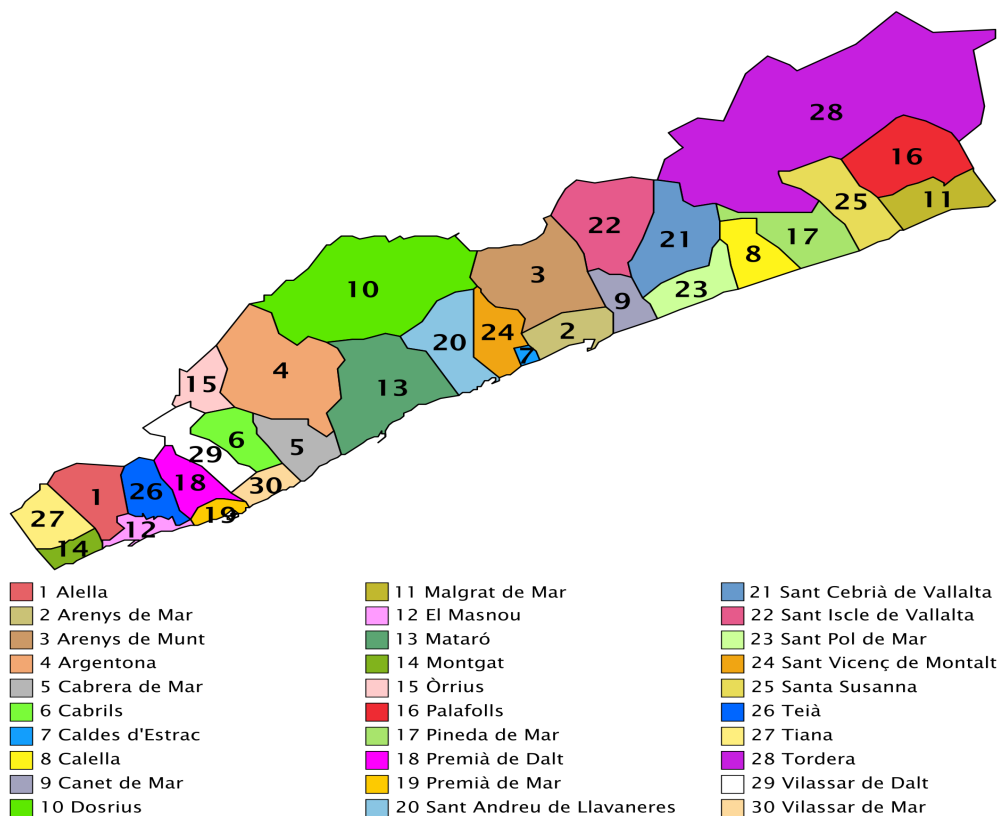 28
16
11
25
22
21
17
8
3
23
9
10
2
24
20
7
4
15
13
6
5
29
30
1
26
18
27
12
19
14
1 Alella
2 Arenys de Mar
3 Arenys de Munt
4 Argentona
5 Cabrera de Mar
6 Cabrils
7 Caldes d'Estrac
8 Calella
9 Canet de Mar
10 Dosrius
11 Malgrat de Mar
12 El Masnou
13 Mataró
14 Montgat
15 Òrrius
16 Palafolls
17 Pineda de Mar
18 Premià de Dalt
19 Premià de Mar
20 Sant Andreu de Llavaneres
21 Sant Cebrià de Vallalta
22 Sant Iscle de Vallalta
23 Sant Pol de Mar
24 Sant Vicenç de Montalt
25 Santa Susanna
26 Teià
27 Tiana
28 Tordera
29 Vilassar de Dalt
30 Vilassar de Mar